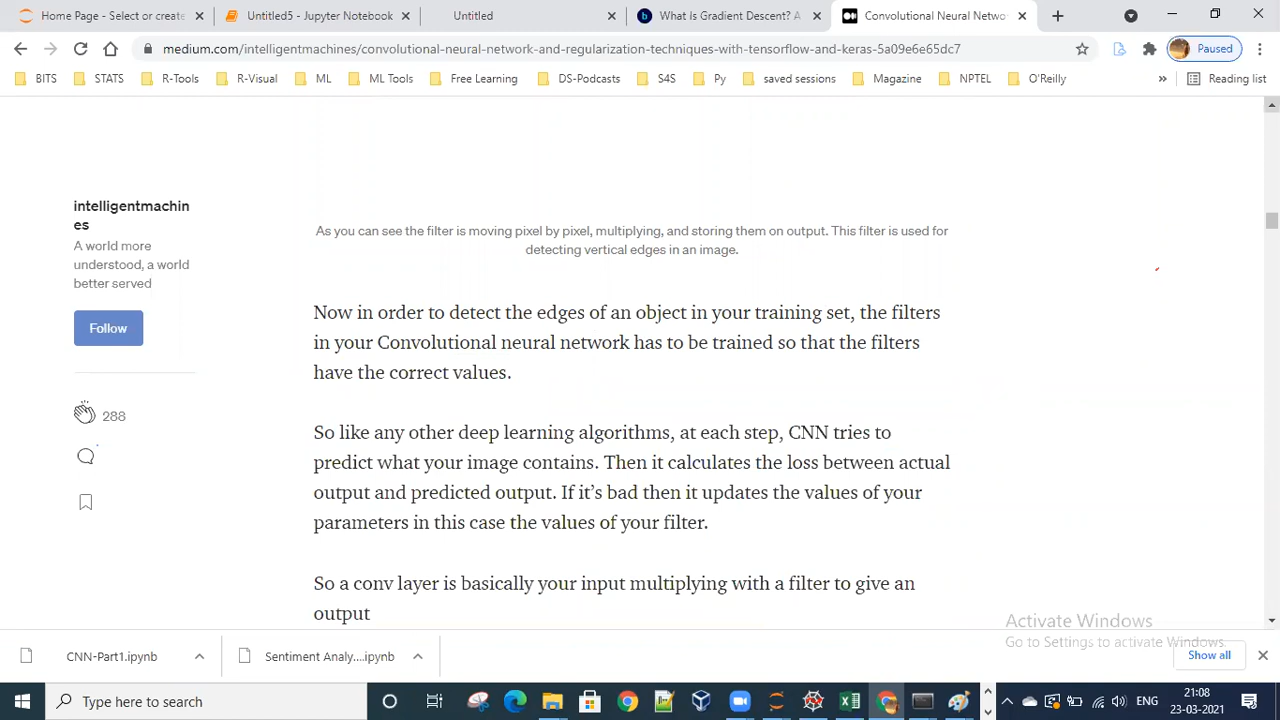 Home Page - Select or create
Untitled5 - Jupyter Notebook
Untitled
What Is Gradient Descent? A
Convolutional Neural Netwo
medium.com/intelligentmachines/convolutional-neural-network-and-regularization-techniques-with-tensorflow-and-keras-5a09e6e65dc7
Paused
BITS
STATS
R-Tools
R-Visual
ML
ML Tools
Free Learning
DS-Podcasts
S4S
Py
saved sessions
Magazine
NPTEL
O'Reilly
»
Reading list
intelligentmachin
es
A world more
understood, a world
better served
Follow
288
As you can see the filter is moving pixel by pixel, multiplying, and storing them on output. This filter is used for
detecting vertical edges in an image.
Now in order to detect the edges of an object in your training set, the filters
in your Convolutional neural network has to be trained so that the filters
have the correct values.
So like any other deep learning algorithms, at each step, CNN tries to
predict what your image contains. Then it calculates the loss between actual
output and predicted output. If it's bad then it updates the values of your
parameters in this case the values of your filter.
So a conv layer is basically your input multiplying with a filter to give an
output
Activate Windows
Go to Settings to activate Windows.
CNN-Part1.ipynb
Sentiment Analy....ipynb
Show all
Type here to search
ENG
21:08
23-03-2021